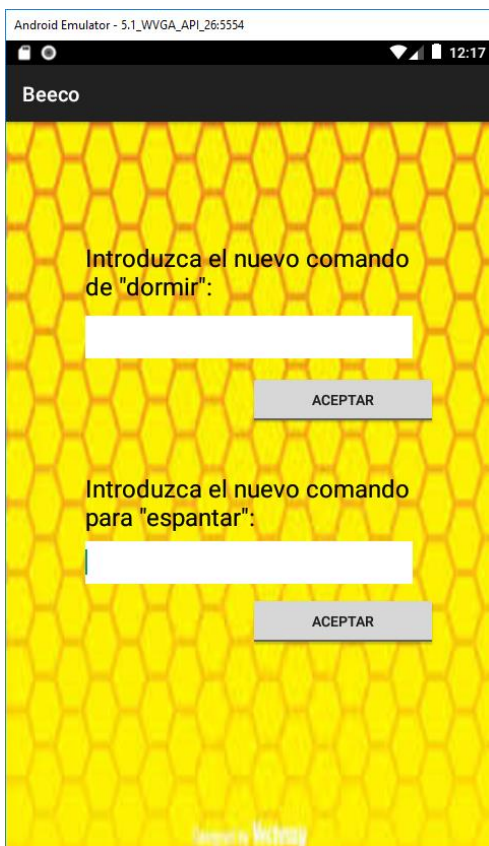 Android Emulator - 5.1_WVGA_API_26:5554
12:17
Beeco
Introduzca el nuevo comando
de "dormir":
ACEPTAR
Introduzca el nuevo comando
para "espantar":
ACEPTAR